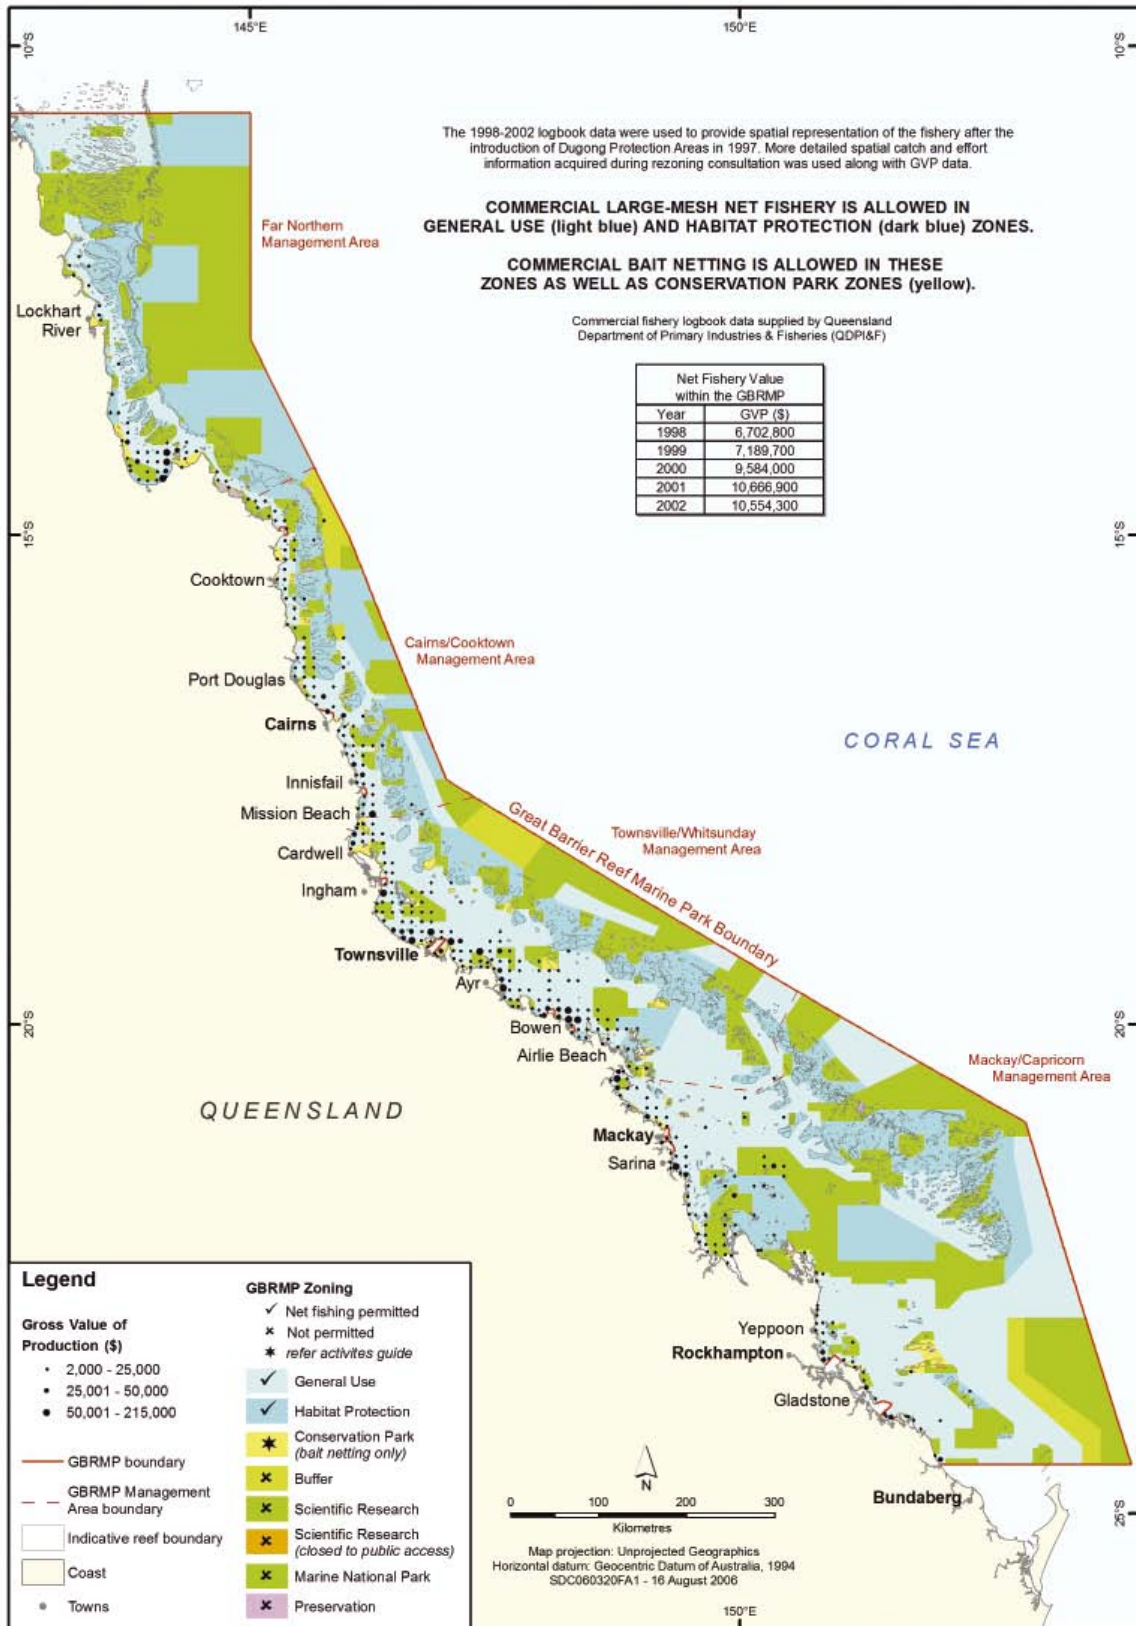 145°E
150°E
10°S
10°S
The 1998-2002 logbook data were used to provide spatial representation of the fishery after the
introduction of Dugong Protection Areas in 1997. More detailed spatial catch and effort
information acquired during rezoning consultation was used along with GVP data.
COMMERCIAL LARGE-MESH NET FISHERY IS ALLOWED IN
GENERAL USE (light blue) AND HABITAT PROTECTION (dark blue) ZONES.
COMMERCIAL BAIT NETTING IS ALLOWED IN THESE
ZONES AS WELL AS CONSERVATION PARK ZONES (yellow).
Commercial fishery logbook data supplied by Queensland
Department of Primary Industries & Fisheries (QDPI&F)
Net Fishery Value
within the GBRMP
Year GVP ($)
1998 6,702,800
1999 7,189,700
2000 9,584,000
2001 10,666,900
2002 10,554,300
Far Northern
Management Area
Lockhart
River
15°S
15°S
Cooktown
Cairns/Cooktown
Management Area
Port Douglas
Cairns
CORAL SEA
Innisfail
Mission Beach
Cardwell
Ingham
Great Barrier Reef Marine Park Boundary
Townsville/Whitsunday
Management Area
Townsville
Ayr
Bowen
Airlie Beach
20°S
20°S
Mackay/Capricorn
Management Area
QUEENSLAND
Mackay
Sarina
Yeppoon
Rockhampton
Gladstone
Bundaberg
25°S
Legend
Gross Value of
Production ($)
2,000 - 25,000
25,001 - 50,000
50,001 - 215,000
GBRMP boundary
GBRMP Management
Area boundary
Indicative reef boundary
Coast
Towns
GBRMP Zoning
✓ Net fishing permitted
× Not permitted
★ refer activites guide
General Use
Habitat Protection
Conservation Park
(bait netting only)
Buffer
Scientific Research
Scientific Research
(closed to public access)
Marine National Park
Preservation
N
0 100 200 300
Kilometres
Map projection: Unprojected Geographics
Horizontal datum: Geocentric Datum of Australia, 1994
SDC060320FA1 - 16 August 2006
150°E